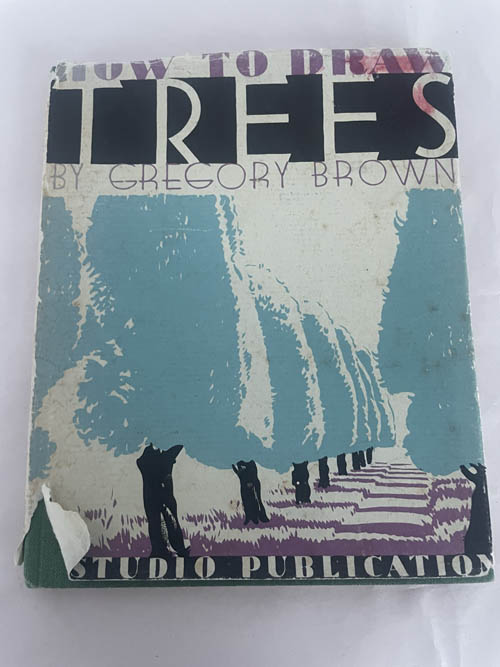 HOW TO DRAW
TREES
BY GREGORY BROWN
STUDIO PUBLICATION